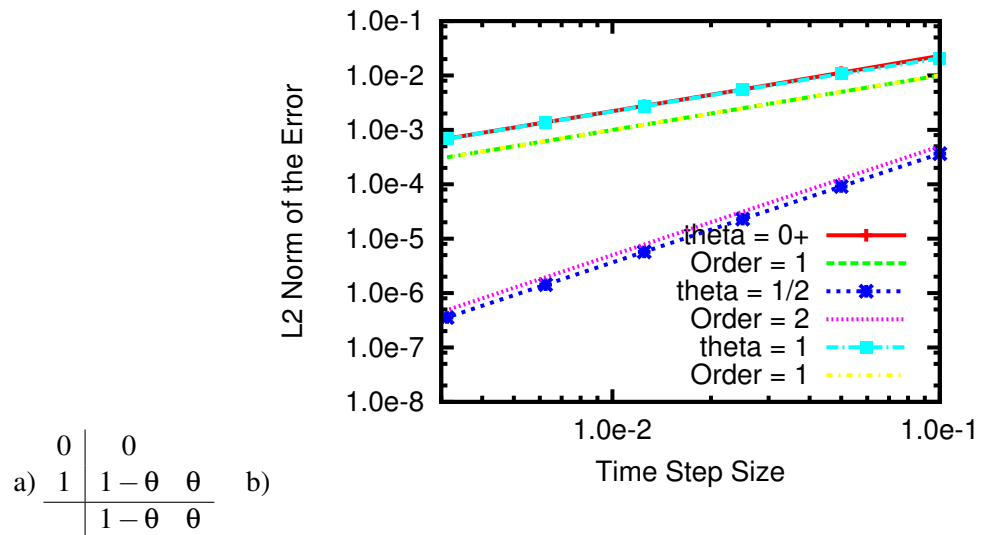 1.0e-1
1.0e-2
1.0e-3
1.0e-4
1.0e-5
1.0e-6
1.0e-7
1.0e-8
L2 Norm of the Error
theta = 0+
Order = 1
theta = 1/2
Order = 2
theta = 1
Order = 1
1.0e-2 1.0e-1
Time Step Size
0 0
a) 1 1 − θ θ b)
1 − θ θ